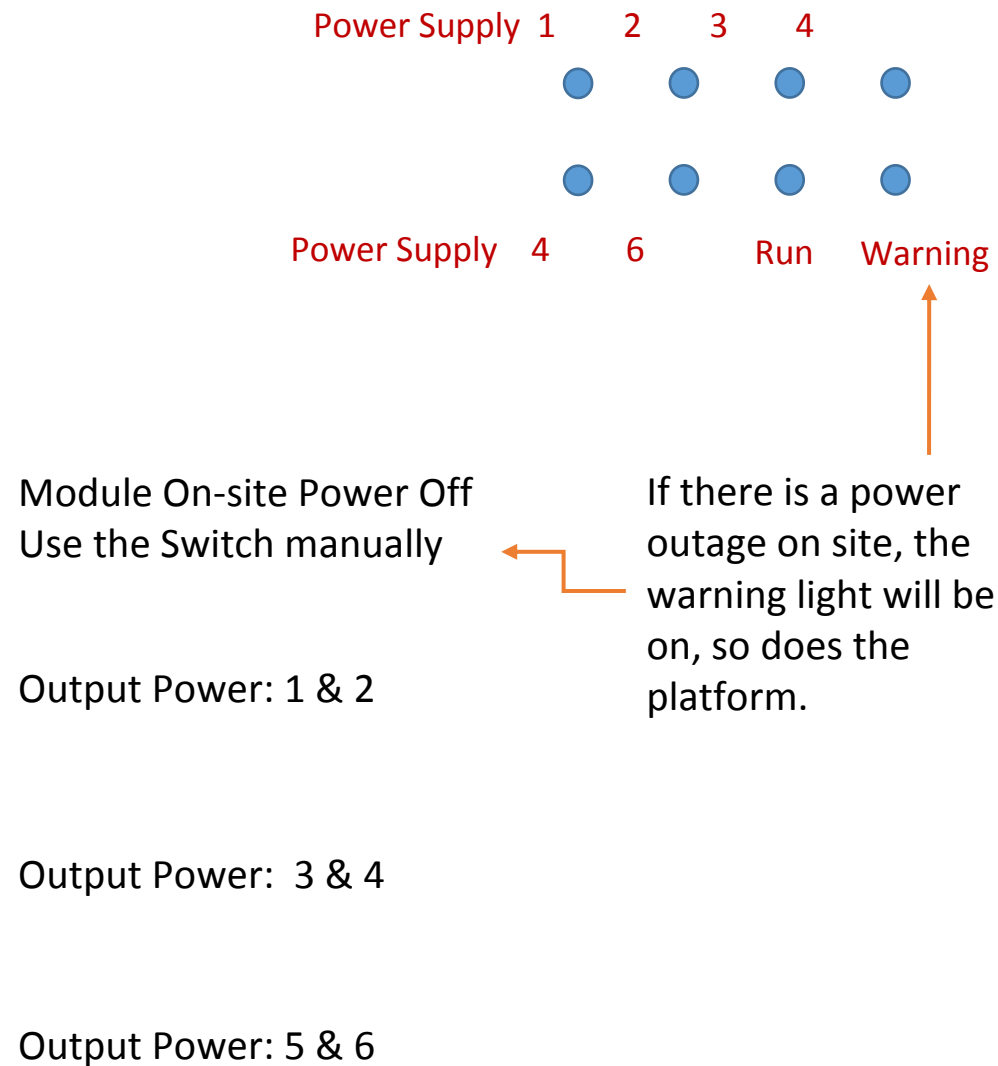 Power Supply 1 2 3 4
Power Supply 4 6 Run Warning
Module On-site Power Off
Use the Switch manually
If there is a power
outage on site, the
warning light will be
on, so does the
platform.
Output Power: 1 & 2
Output Power: 3 & 4
Output Power: 5 & 6